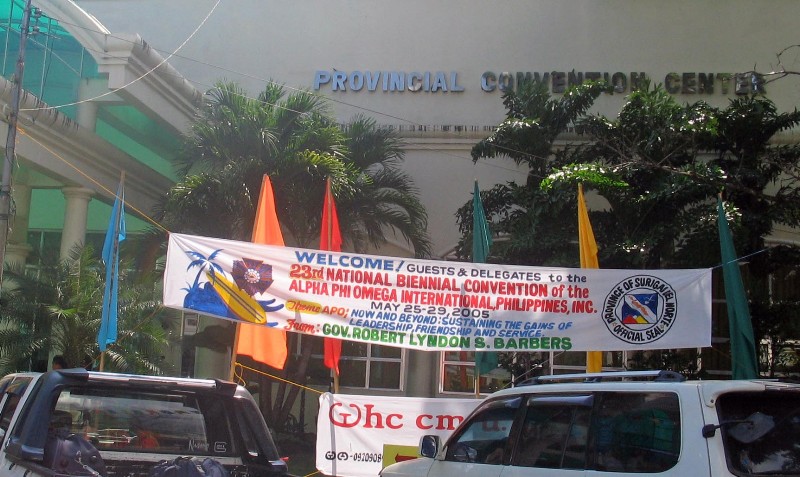 PROVINCIAL CONVENTION CENTER
WELCOME! GUESTS & DELEGATES to the
23rd NATIONAL BIENNIAL CONVENTION of the
ALPHA PHI OMEGA INTERNATIONAL, PHILIPPINES, INC.
MAY 25-29, 2005
Theme: APO; NOW AND BEYOND "SUSTAINING THE GAINS OF
LEADERSHIP, FRIENDSHIP AND SERVICE.
From: GOV. ROBERT LYNDON S. BARBERS
PROVINCE OF SURIGAO DEL NORTE
OFFICIAL SEAL
hc cm